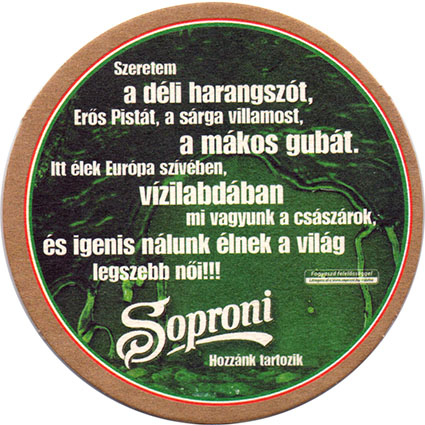 Szeretem
a déli harangszót,
Erős Pistát, a sárga villamost,
a mákos gubát.
Itt élek Európa szívében,
vízilabdában
mi vagyunk a császárok,
és igenis nálunk élnek a világ
legszebb női!!!
Fogyaszd felelősséggel
Soproni
Hozzánk tartozik